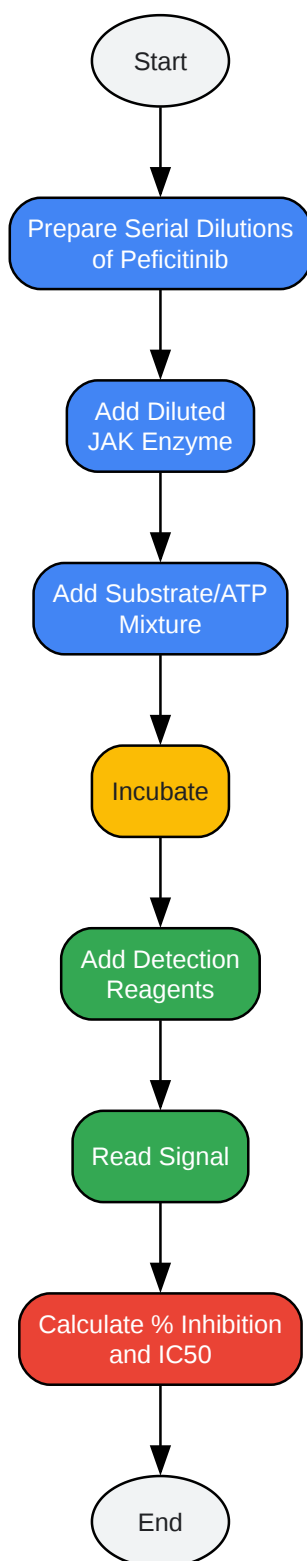 Start
Prepare Serial Dilutions
of Peficitinib
Add Diluted
JAK Enzyme
Add Substrate/ATP
Mixture
Incubate
Add Detection
Reagents
Read Signal
Calculate % Inhibition
and IC50
End